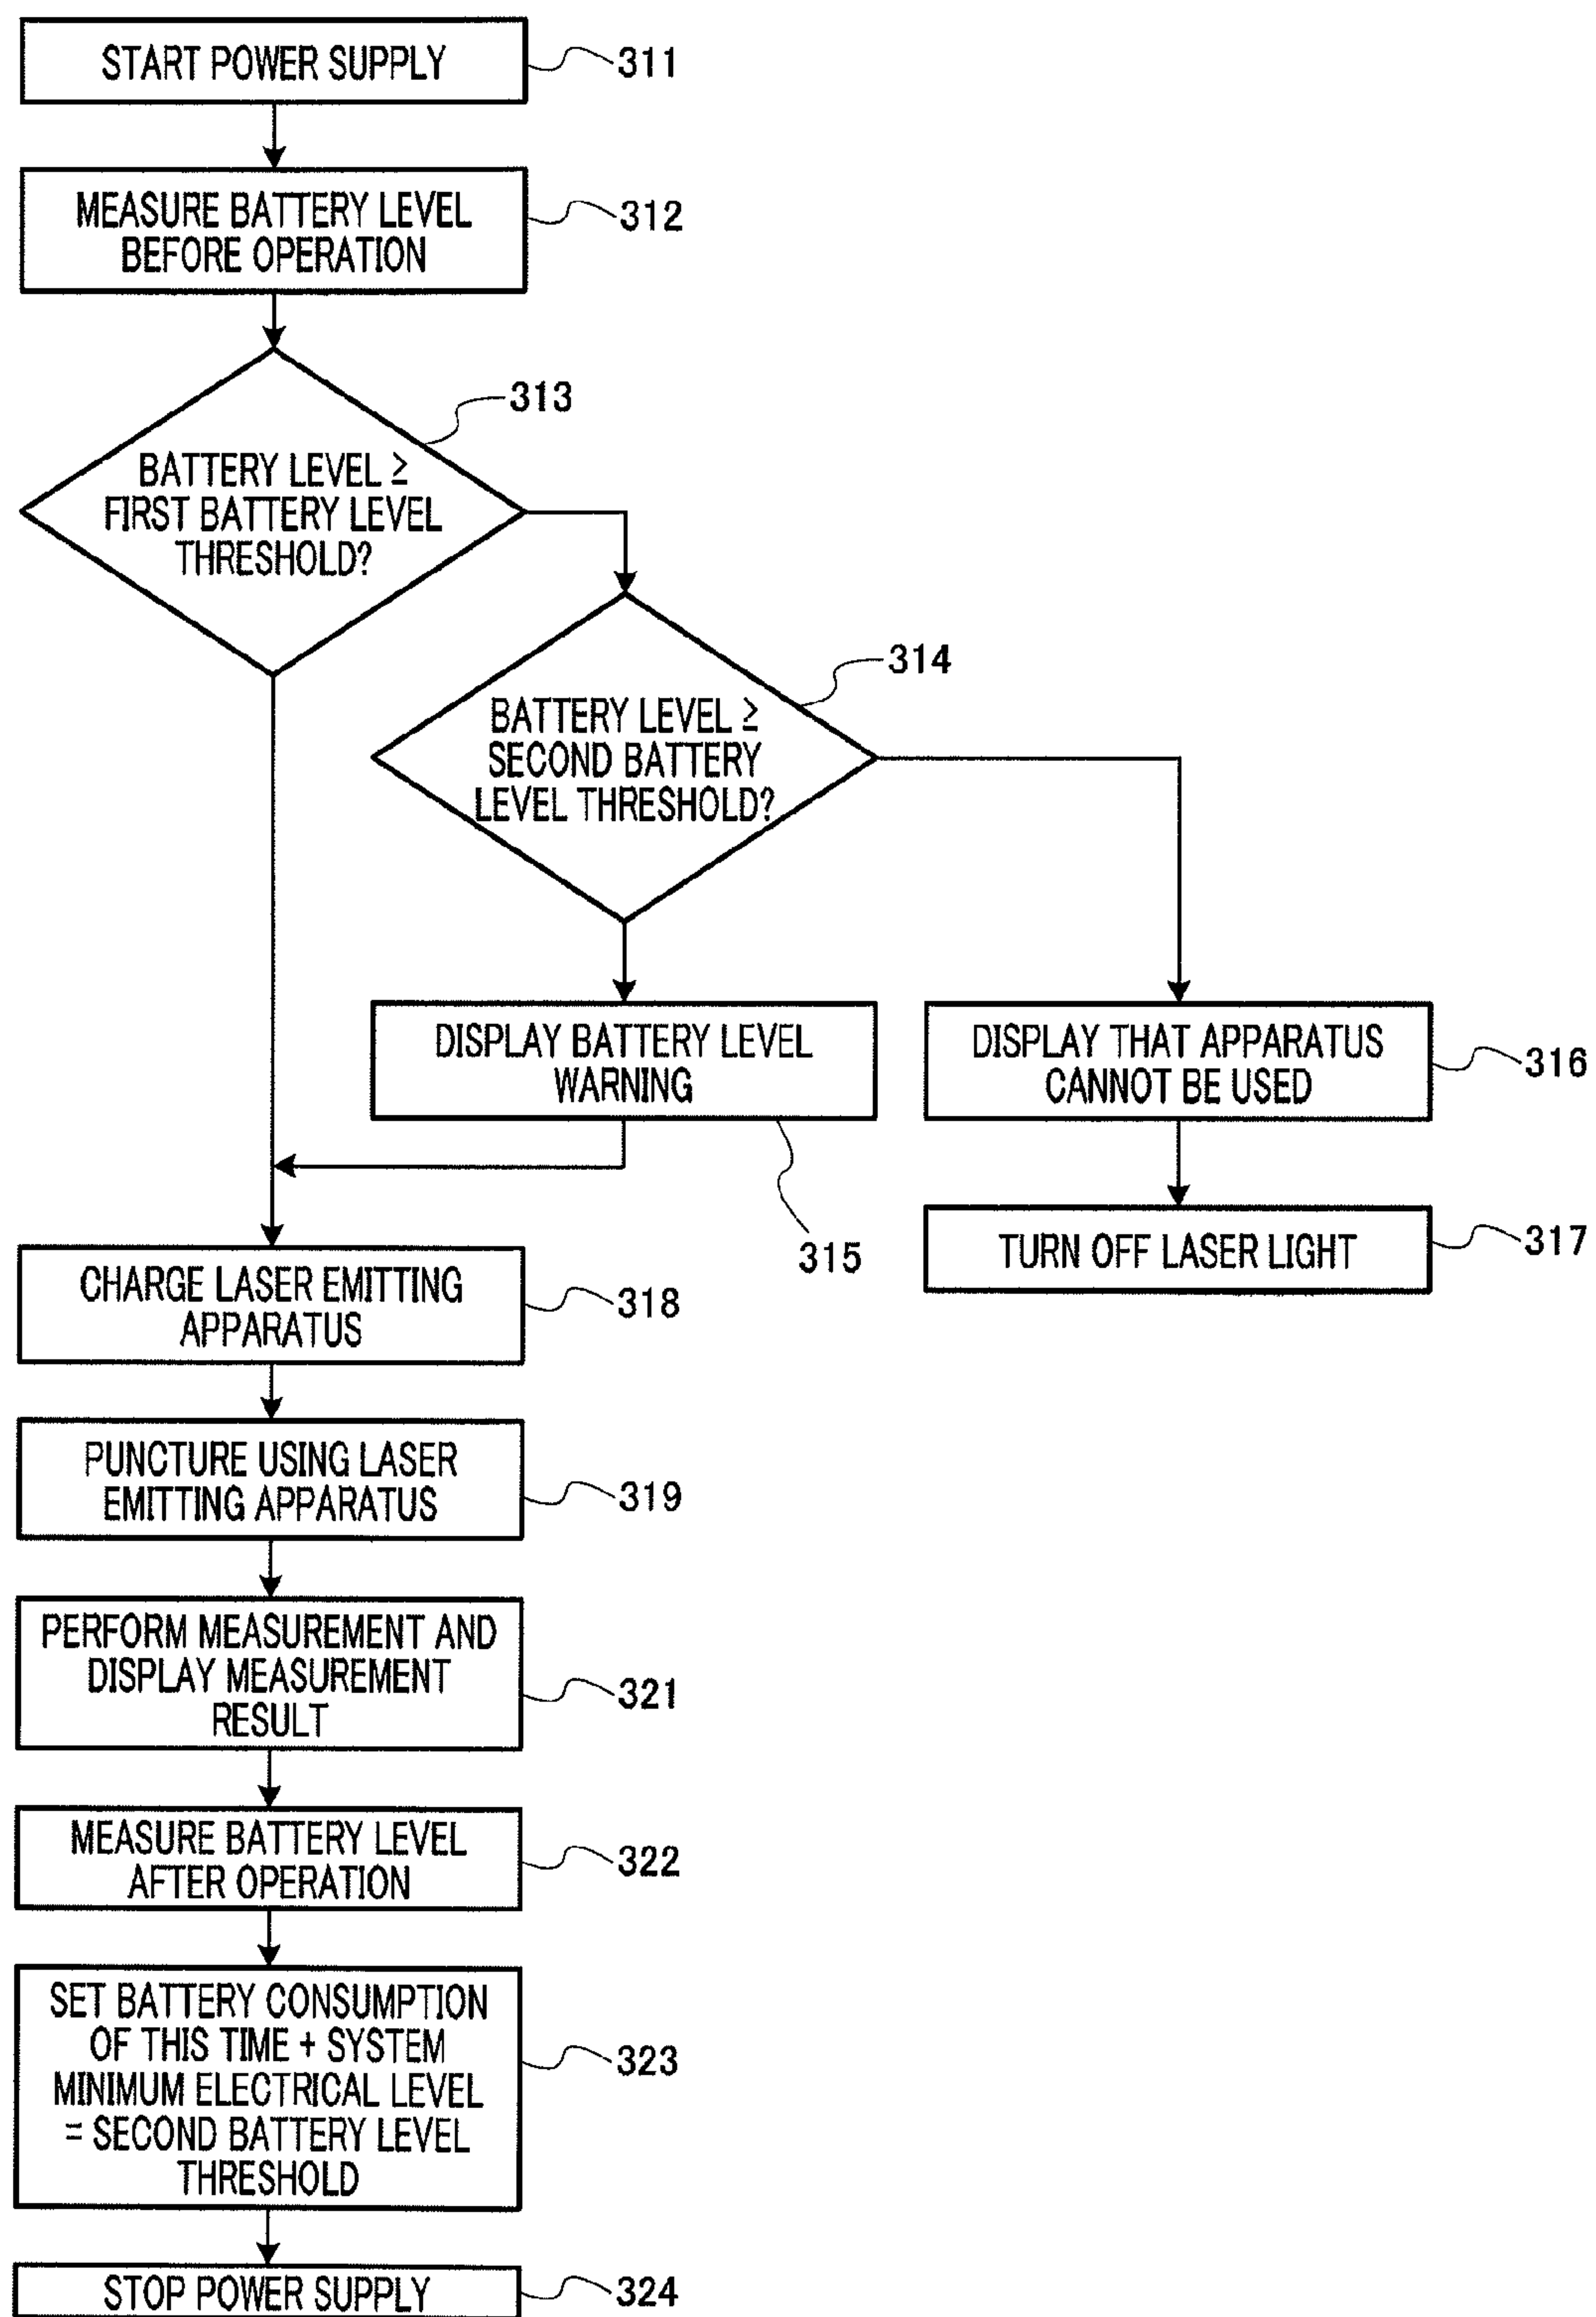 START POWER SUPPLY
311
MEASURE BATTERY LEVEL
BEFORE OPERATION
312
313
BATTERY LEVEL ≥
FIRST BATTERY LEVEL
THRESHOLD?
314
BATTERY LEVEL ≥
SECOND BATTERY
LEVEL THRESHOLD?
DISPLAY BATTERY LEVEL
WARNING
315
DISPLAY THAT APPARATUS
CANNOT BE USED
316
TURN OFF LASER LIGHT
317
CHARGE LASER EMITTING
APPARATUS
318
PUNCTURE USING LASER
EMITTING APPARATUS
319
PERFORM MEASUREMENT AND
DISPLAY MEASUREMENT
RESULT
321
MEASURE BATTERY LEVEL
AFTER OPERATION
322
SET BATTERY CONSUMPTION
OF THIS TIME + SYSTEM
MINIMUM ELECTRICAL LEVEL
= SECOND BATTERY LEVEL
THRESHOLD
323
STOP POWER SUPPLY
324